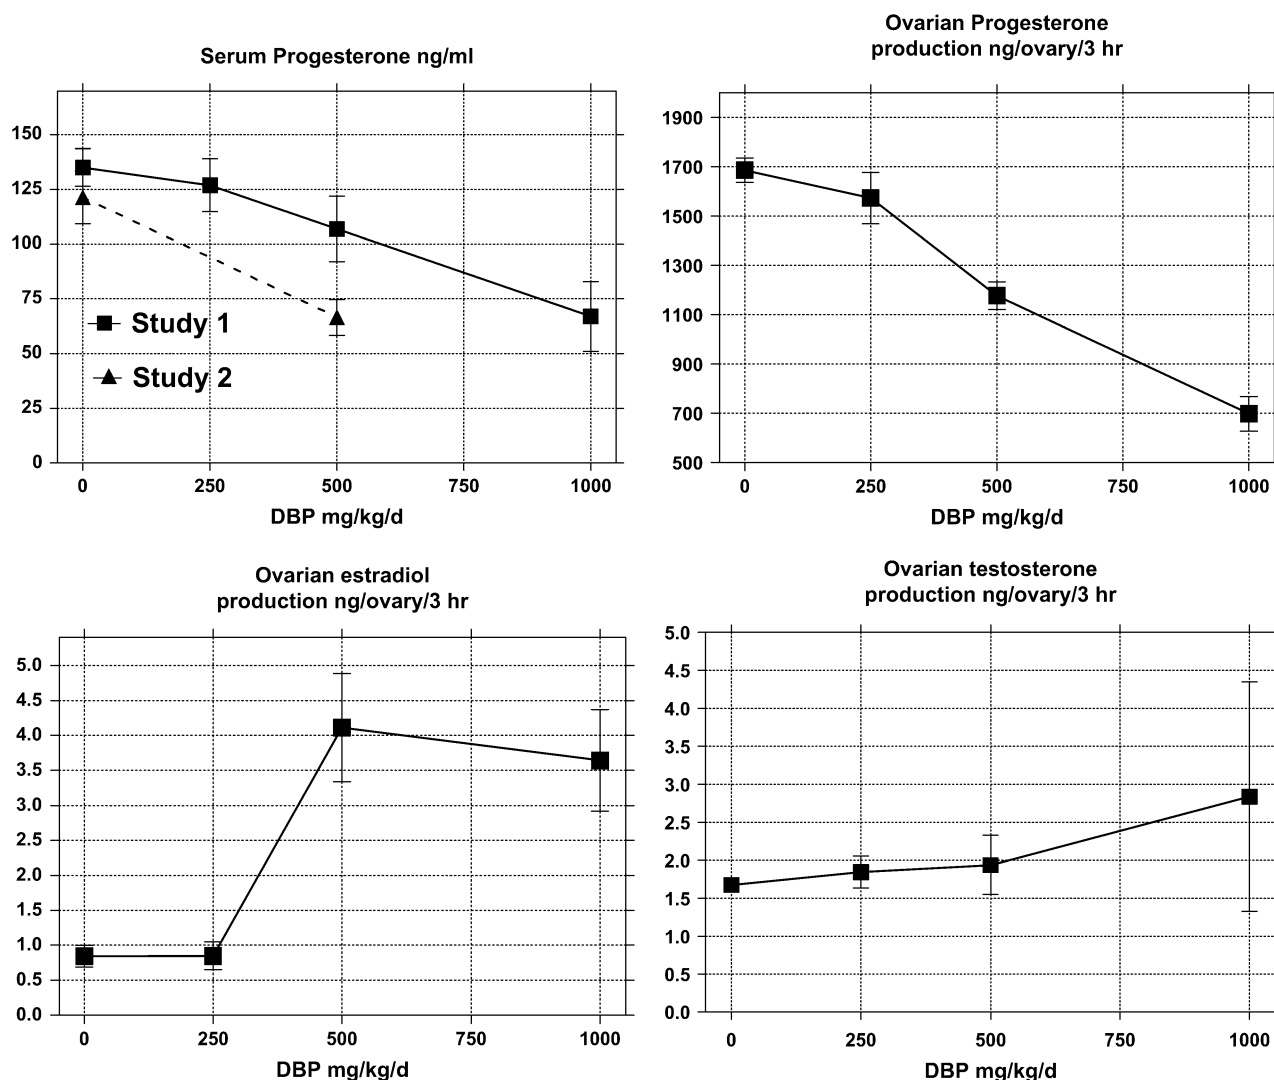 Serum Progesterone ng/ml
150
125
100
75
50
25
0
Study 1
Study 2
0 250 500 750 1000
DBP mg/kg/d
Ovarian Progesterone
production ng/ovary/3 hr
1900
1700
1500
1300
1100
900
700
500
0 250 500 750 1000
DBP mg/kg/d
Ovarian estradiol
production ng/ovary/3 hr
5.0
4.5
4.0
3.5
3.0
2.5
2.0
1.5
1.0
0.5
0.0
0 250 500 750 1000
DBP mg/kg/d
Ovarian testosterone
production ng/ovary/3 hr
5.0
4.5
4.0
3.5
3.0
2.5
2.0
1.5
1.0
0.5
0.0
0 250 500 750 1000
DBP mg/kg/d